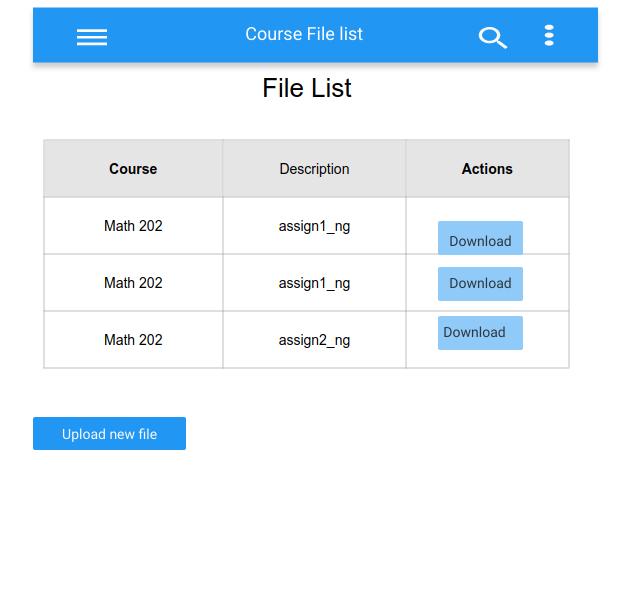 Course File list
File List
Course Description Actions
Math 202 assign1_ng Download
Math 202 assign1_ng Download
Math 202 assign2_ng Download
Upload new file